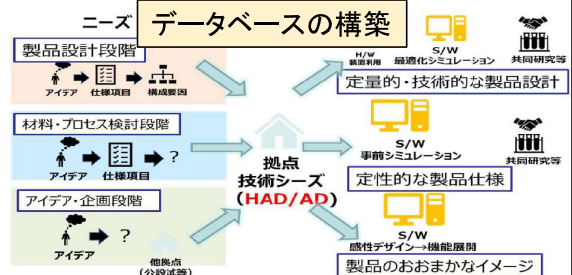 データベースの構築
ニーズ
製品設計段階
アイデア
仕様項目
構成要因
材料・プロセス検討段階
?
アイデア
仕様項目
アイデア・企画段階
?
アイデア
他拠点
(公設試等)
拠点
技術シーズ
(HAD/AD)
H/W
装置利用
S/W
最適化シミュレーション
共同研究等
定量的・技術的な製品設計
S/W
事前シミュレーション
共同研究等
定性的な製品仕様
S/W
感性デザイン→機能展開
製品のおおまかなイメージ